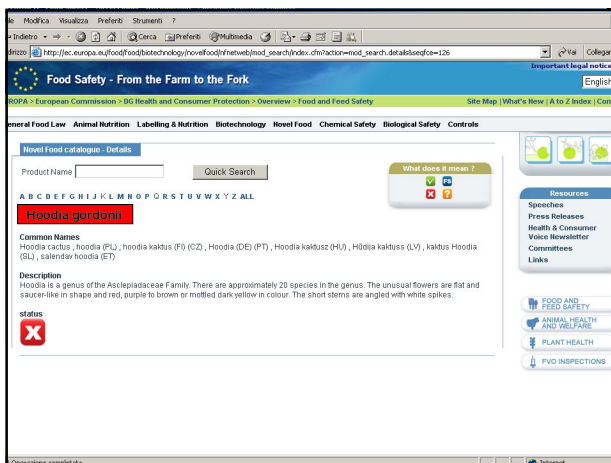 ile Modifica Visualizza Preferiti Strumenti ?
Indietro Cerca Preferiti Multimedia
dirizzo http://ec.europa.eu/food/food/biotechnology/novelfood/nfnetweb/mod_search/index.cfm?action=mod_search.details&seqfce=126 Vai Collegar
Important legal notice
Food Safety - From the Farm to the Fork
English
ROPA > European Commission > DG Health and Consumer Protection > Overview > Food and Feed Safety Site Map | What's New | A to Z Index | Con
eneral Food Law Animal Nutrition Labelling & Nutrition Biotechnology Novel Food Chemical Safety Biological Safety Controls
Novel Food catalogue - Details
Product Name Quick Search
What does it mean ?
FS
?
A B C D E F G H I J K L M N O P Q R S T U V W X Y Z ALL
Hoodia gordonii
Common Names
Hoodia cactus , hoodia (PL) , hoodia kaktus (FI) (CZ) , Hoodia (DE) (PT) , Hoodia kaktusz (HU) , Hūdija kaktuss (LV) , kaktus Hoodia
(SL) , salendav hoodia (ET)
Description
Hoodia is a genus of the Asclepiadaceae Family. There are approximately 20 species in the genus. The unusual flowers are flat and
saucer-like in shape and red, purple to brown or mottled dark yellow in colour. The short stems are angled with white spikes.
status
Resources
Speeches
Press Releases
Health & Consumer
Voice Newsletter
Committees
Links
FOOD AND
FEED SAFETY
ANIMAL HEALTH
AND WELFARE
PLANT HEALTH
FVO INSPECTIONS
Operazione completata Internet